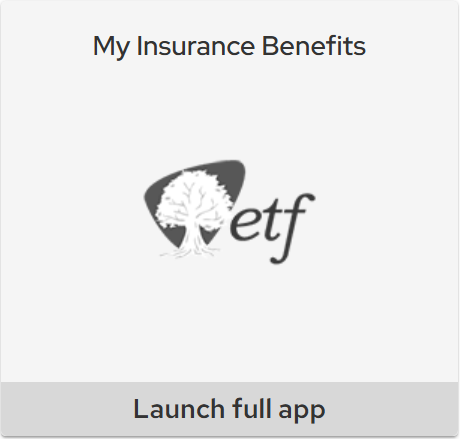 My Insurance Benefits
etf
Launch full app